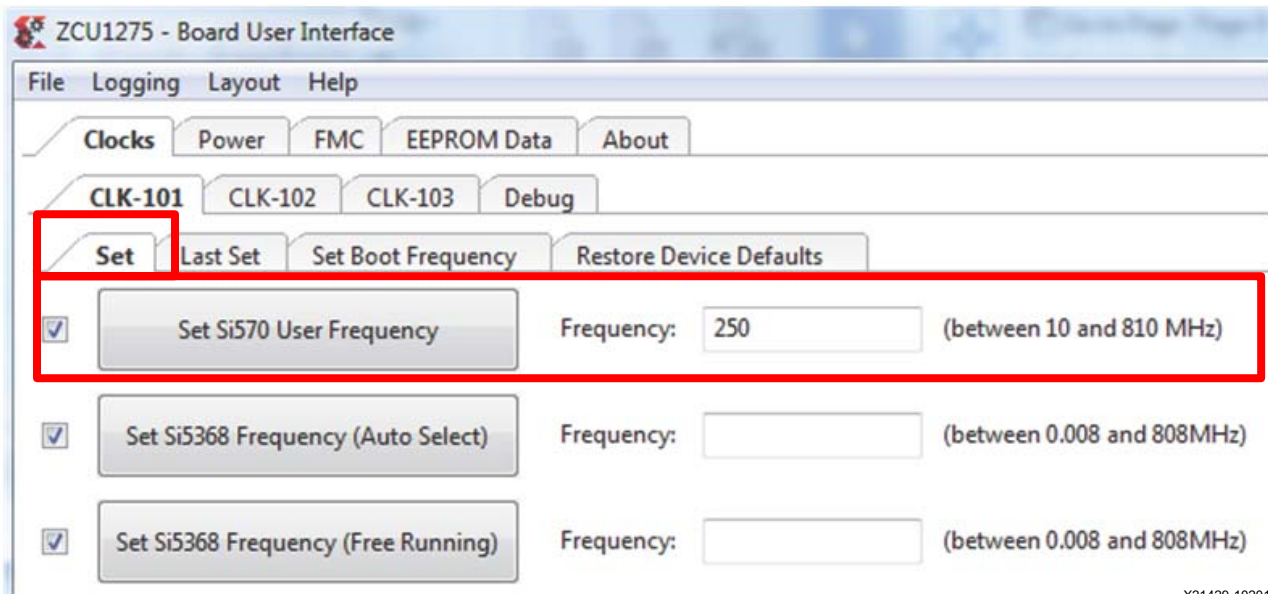 ZCU1275 - Board User Interface
File Logging Layout Help
Clocks Power FMC EEPROM Data About
CLK-101 CLK-102 CLK-103 Debug
Set Last Set Set Boot Frequency Restore Device Defaults
Set Si570 User Frequency Frequency: 250 (between 10 and 810 MHz)
Set Si5368 Frequency (Auto Select) Frequency: (between 0.008 and 808MHz)
Set Si5368 Frequency (Free Running) Frequency: (between 0.008 and 808MHz)